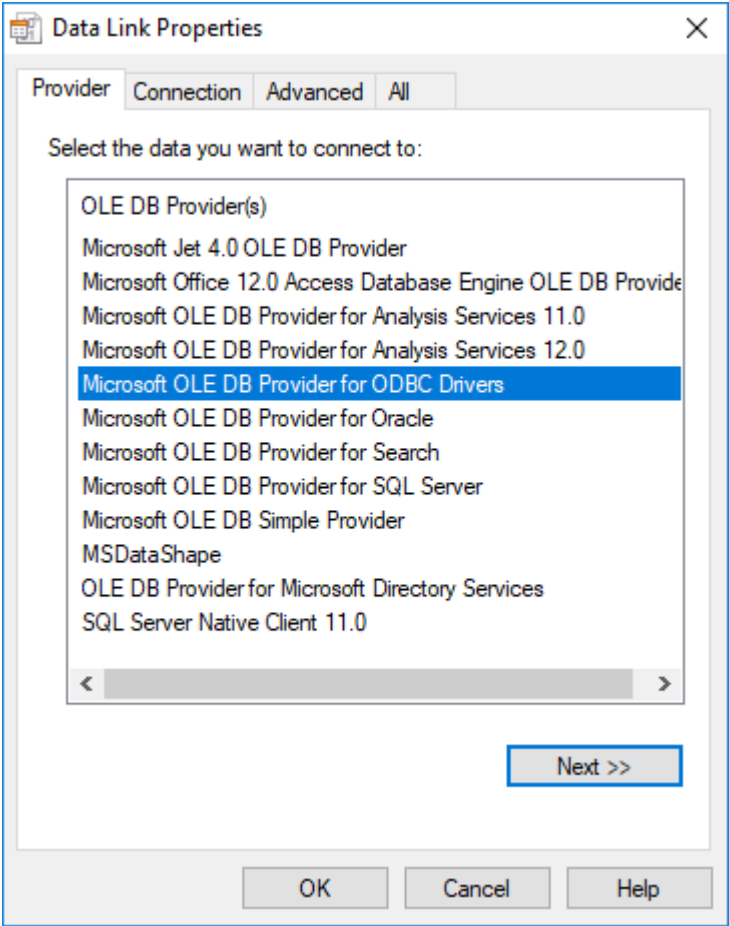 Data Link Properties
Provider Connection Advanced All
Select the data you want to connect to:
OLE DB Provider(s)
Microsoft Jet 4.0 OLE DB Provider
Microsoft Office 12.0 Access Database Engine OLE DB Provide
Microsoft OLE DB Provider for Analysis Services 11.0
Microsoft OLE DB Provider for Analysis Services 12.0
Microsoft OLE DB Provider for ODBC Drivers
Microsoft OLE DB Provider for Oracle
Microsoft OLE DB Provider for Search
Microsoft OLE DB Provider for SQL Server
Microsoft OLE DB Simple Provider
MSDataShape
OLE DB Provider for Microsoft Directory Services
SQL Server Native Client 11.0
Next >>
OK Cancel Help